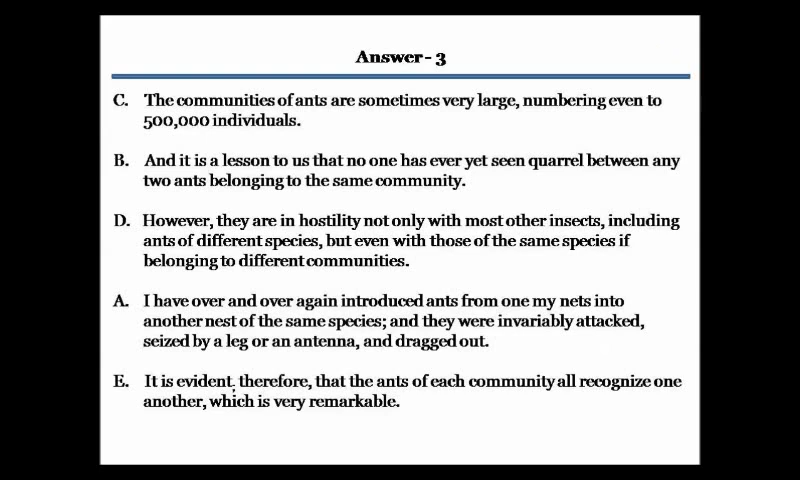 Answer - 3
C. The communities of ants are sometimes very large, numbering even to
500,000 individuals.
B. And it is a lesson to us that no one has ever yet seen quarrel between any
two ants belonging to the same community.
D. However, they are in hostility not only with most other insects, including
ants of different species, but even with those of the same species if
belonging to different communities.
A. I have over and over again introduced ants from one my nets into
another nest of the same species; and they were invariably attacked,
seized by a leg or an antenna, and dragged out.
E. It is evident, therefore, that the ants of each community all recognize one
another, which is very remarkable.